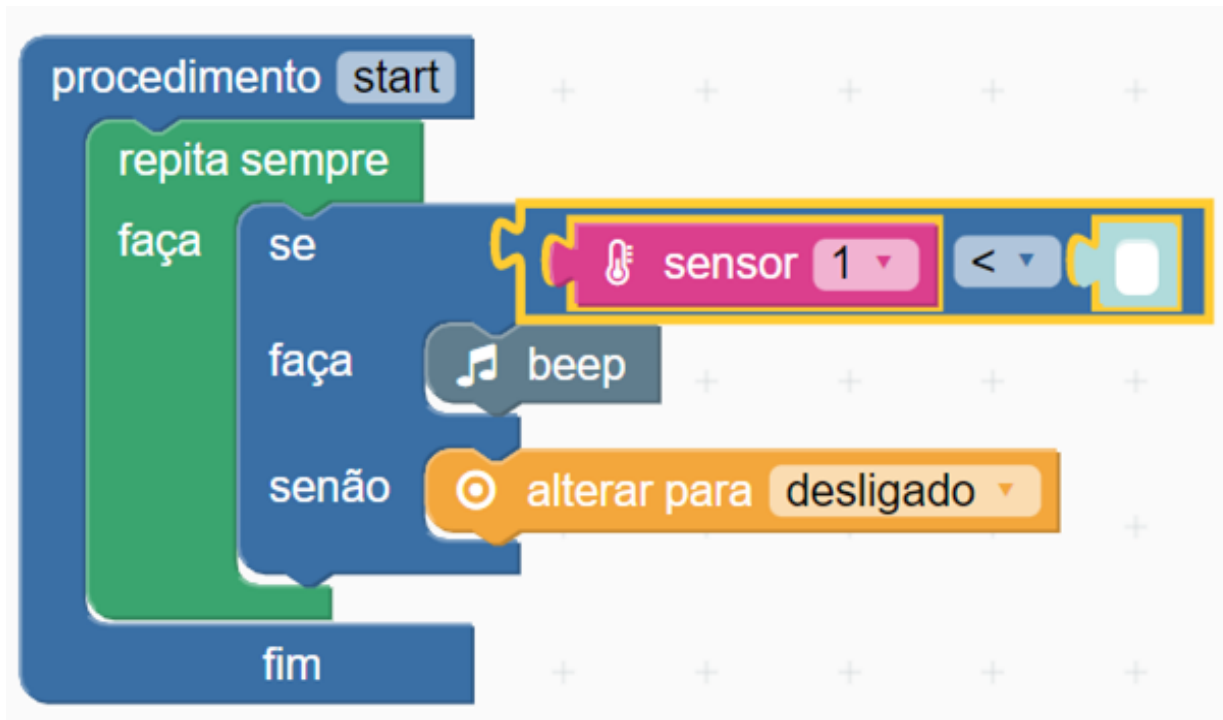 procedimento start
repita sempre
faça se sensor 1 <
faça beep
senão alterar para desligado
fim